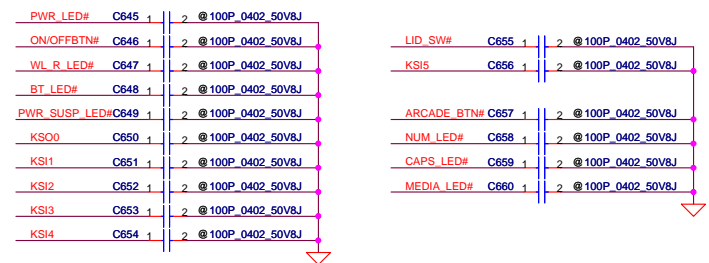 PWR_LED# C645 1 2 @100P_0402_50V8J
ON/OFFBTN# C646 1 2 @100P_0402_50V8J
WL_R_LED# C647 1 2 @100P_0402_50V8J
BT_LED# C648 1 2 @100P_0402_50V8J
PWR_SUSP_LED# C649 1 2 @100P_0402_50V8J
KSO0 C650 1 2 @100P_0402_50V8J
KSI1 C651 1 2 @100P_0402_50V8J
KSI2 C652 1 2 @100P_0402_50V8J
KSI3 C653 1 2 @100P_0402_50V8J
KSI4 C654 1 2 @100P_0402_50V8J
LID_SW# C655 1 2 @100P_0402_50V8J
KSI5 C656 1 2 @100P_0402_50V8J
ARCADE_BTN# C657 1 2 @100P_0402_50V8J
NUM_LED# C658 1 2 @100P_0402_50V8J
CAPS_LED# C659 1 2 @100P_0402_50V8J
MEDIA_LED# C660 1 2 @100P_0402_50V8J